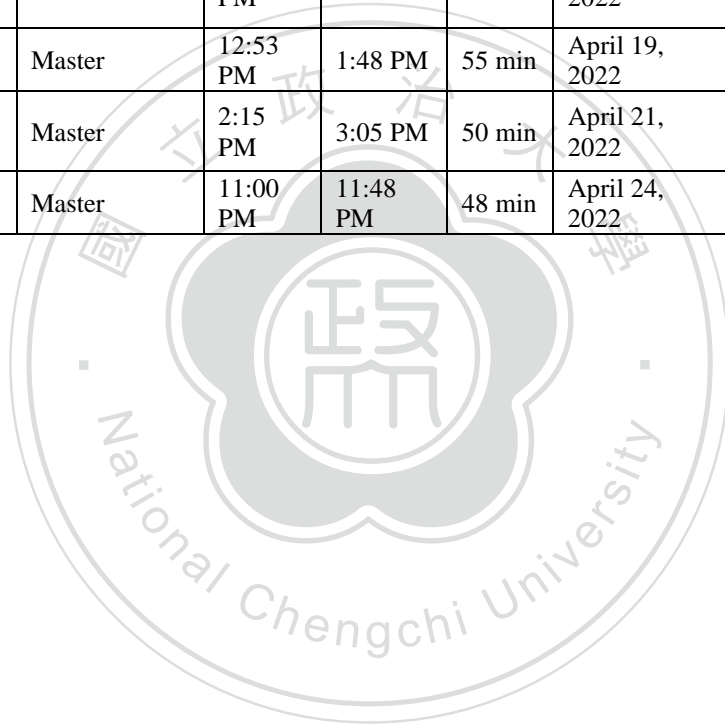 PM 2022
Master 12:53 PM 1:48 PM 55 min April 19, 2022
Master 2:15 PM 3:05 PM 50 min April 21, 2022
Master 11:00 PM 11:48 PM 48 min April 24, 2022
國立政治大學
政
National Chengchi University